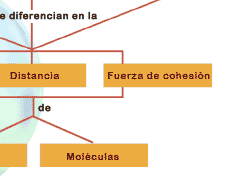 e diferencian en la
Distancia
Fuerza de cohesión
de
Moléculas